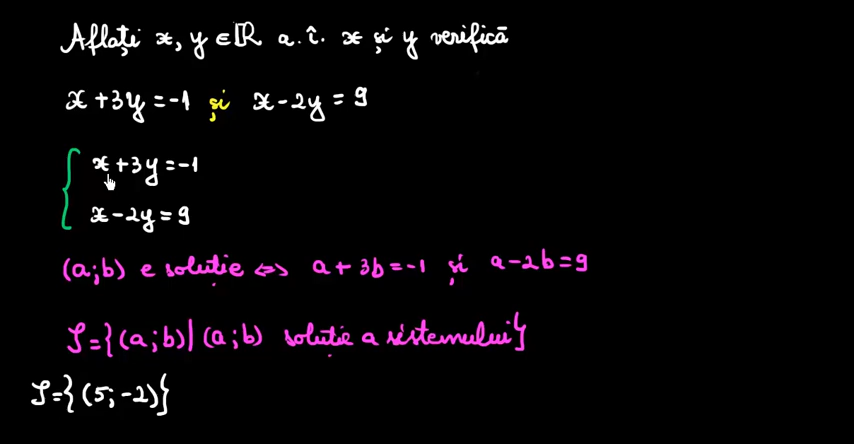 Aflați x, y ∈ ℝ a.î. x și y verifică
x + 3y = -1 și x - 2y = 9
{ x + 3y = -1
x - 2y = 9
(a; b) e soluție ⇔ a + 3b = -1 și a - 2b = 9
S = {(a; b) | (a; b) soluție a sistemului}
S = {(5; -2)}